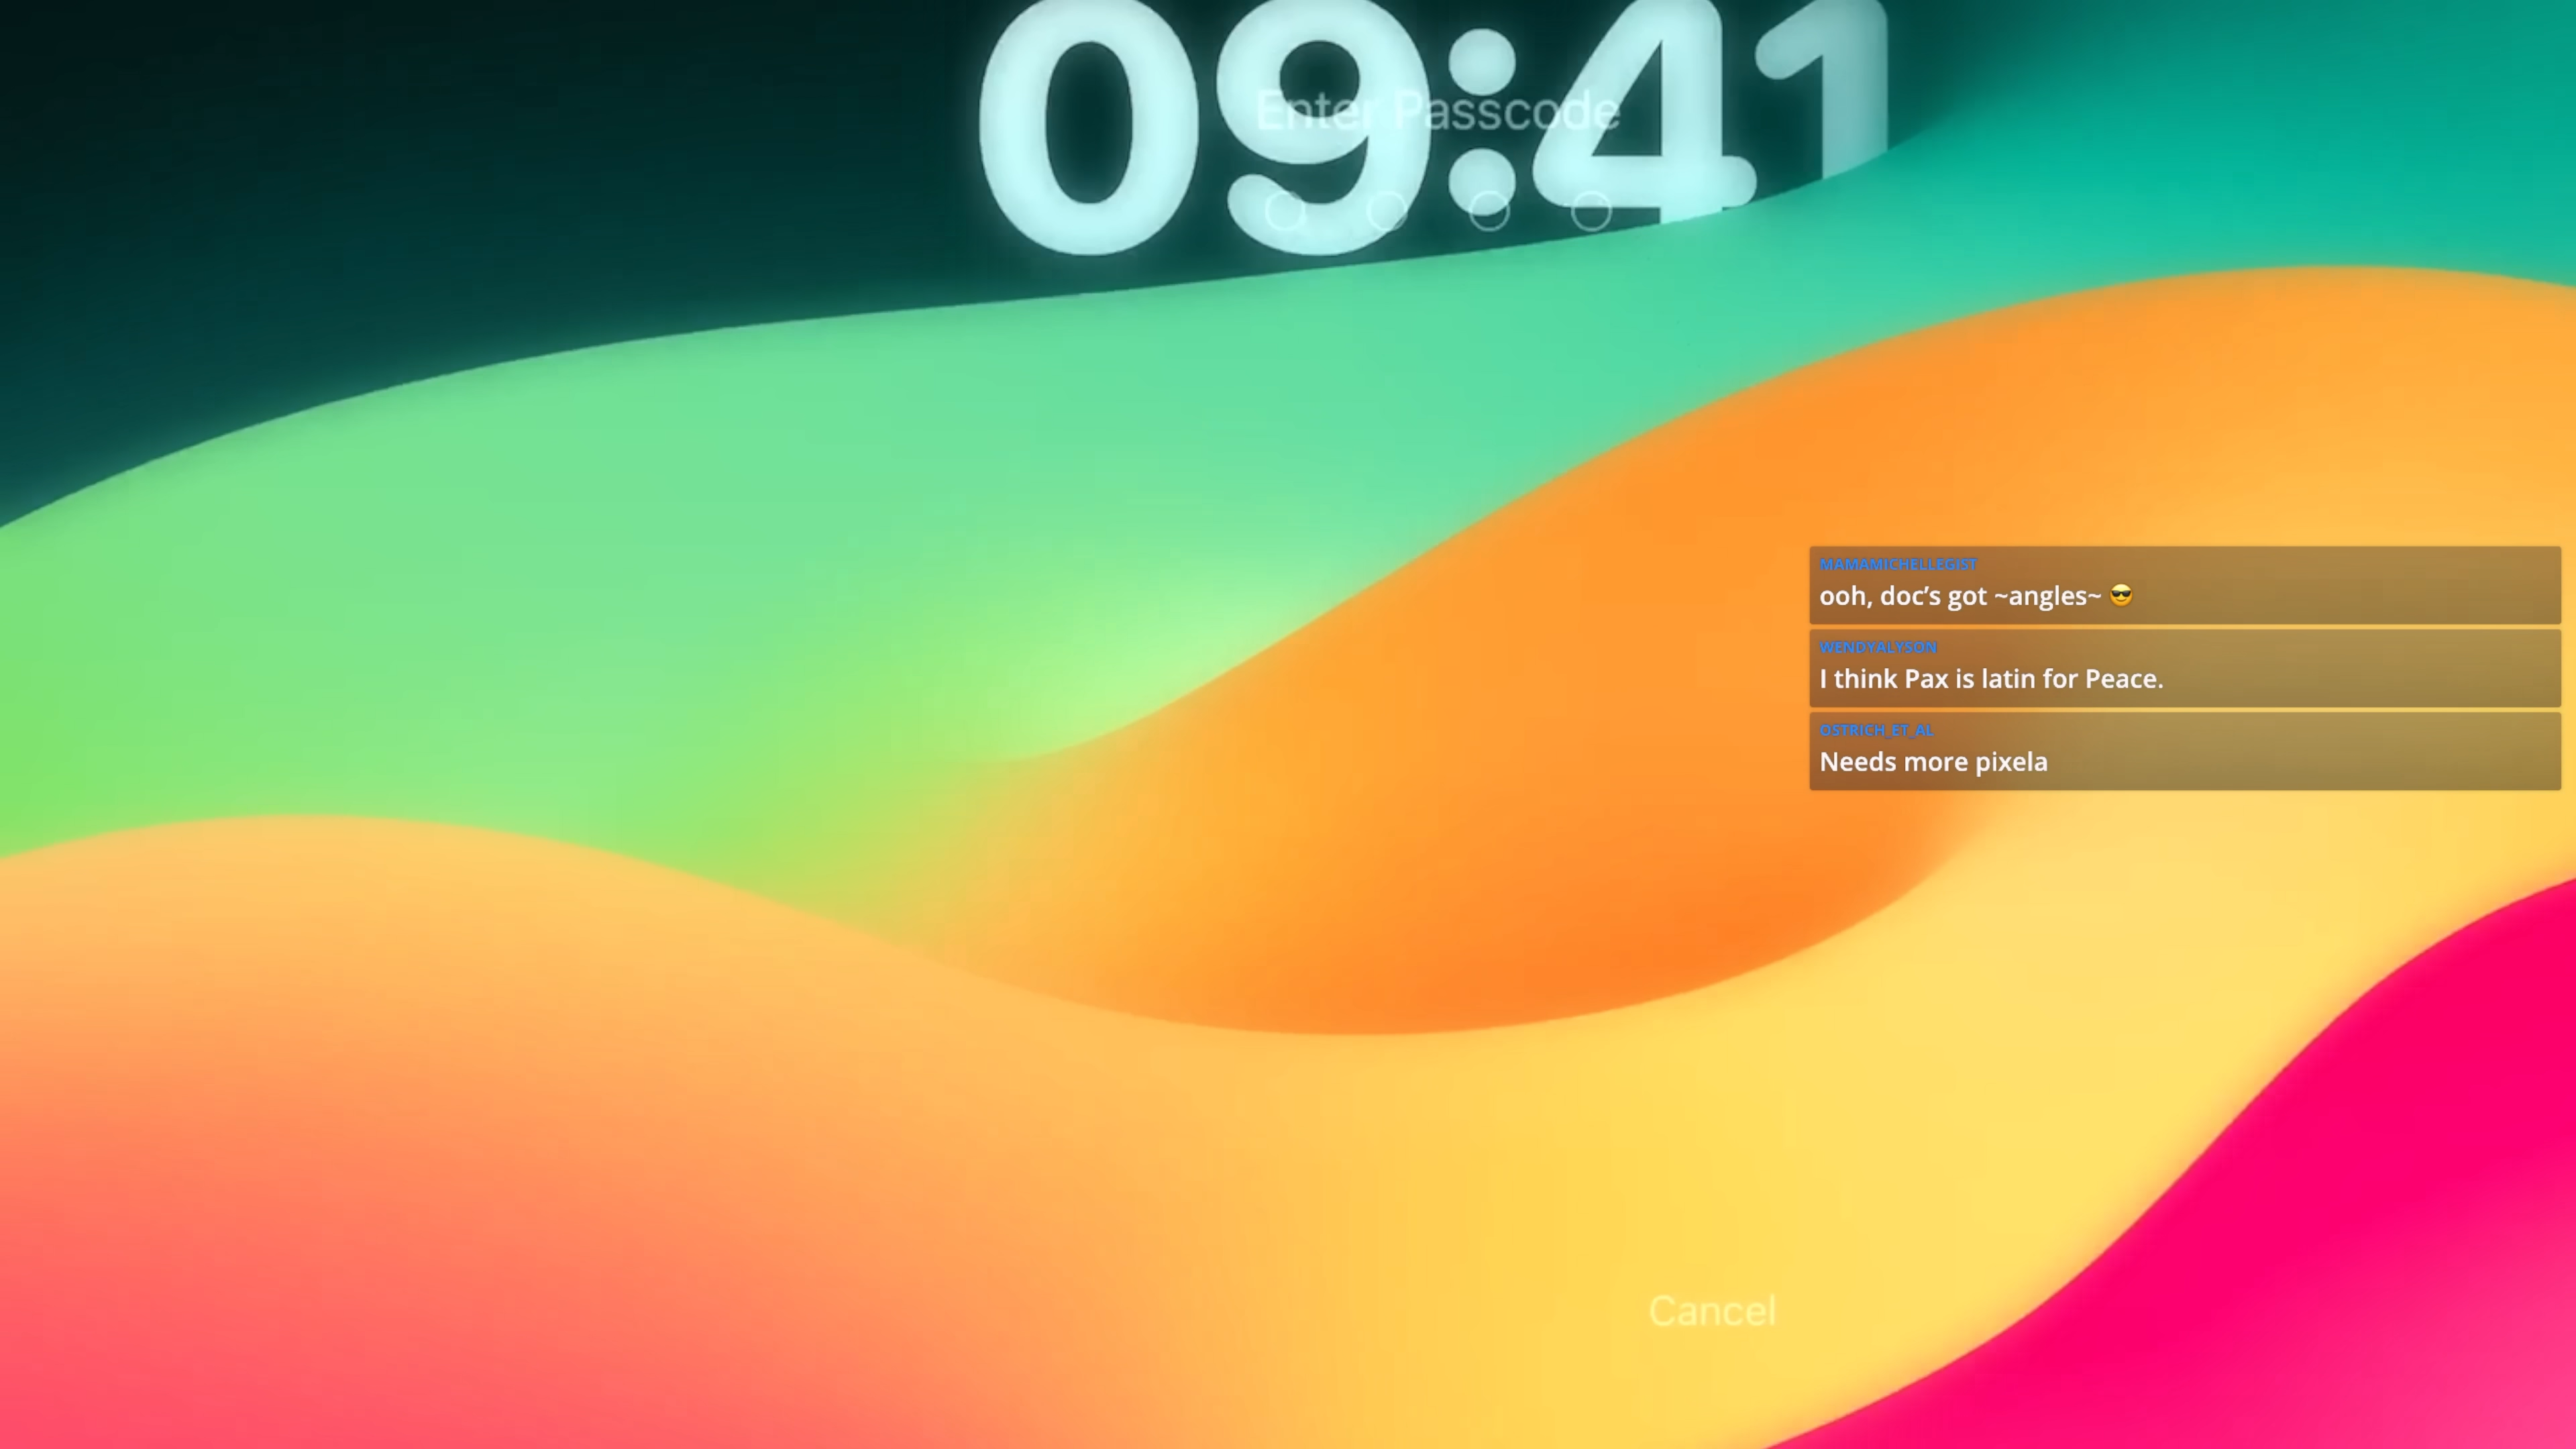 09:41
Enter Passcode
MAMAMICHELLEGIST
ooh, doc’s got ~angles~ 😎
WENDYALYSON
I think Pax is latin for Peace.
OSTRICH_ET_AL
Needs more pixela
Cancel